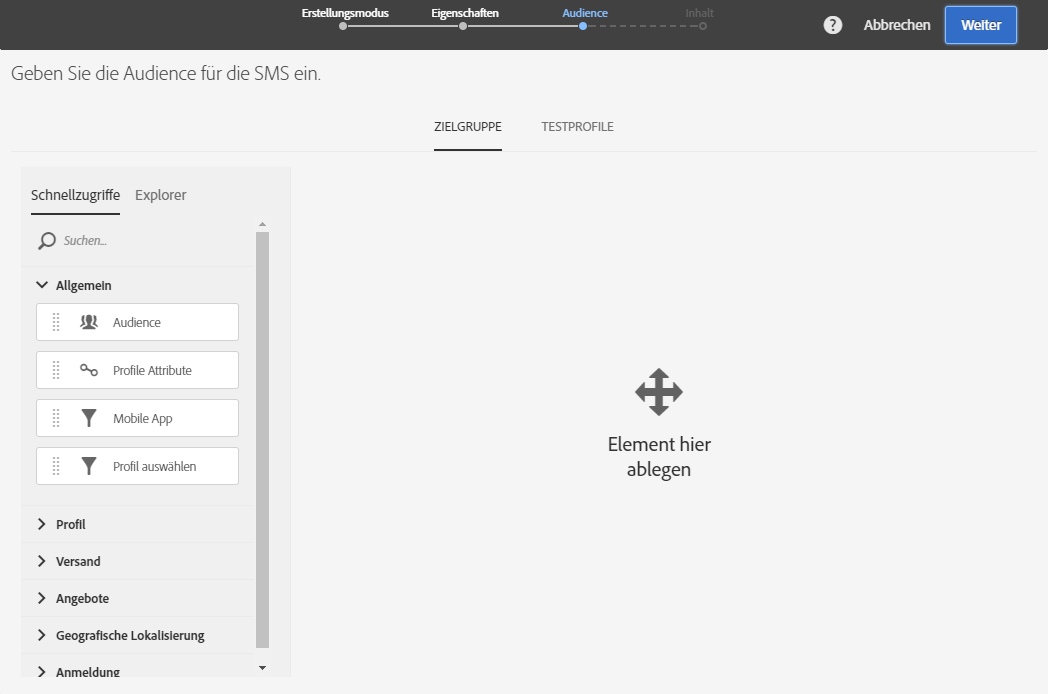 Erstellungsmodus
Eigenschaften
Audience
Inhalt
?
Abbrechen
Weiter
Geben Sie die Audience für die SMS ein.
ZIELGRUPPE
TESTPROFILE
Schnellzugriffe
Explorer
Suchen...
Allgemein
Audience
Profile Attribute
Mobile App
Profil auswählen
Profil
Versand
Angebote
Geografische Lokalisierung
Anmeldung
Element hier
ablegen